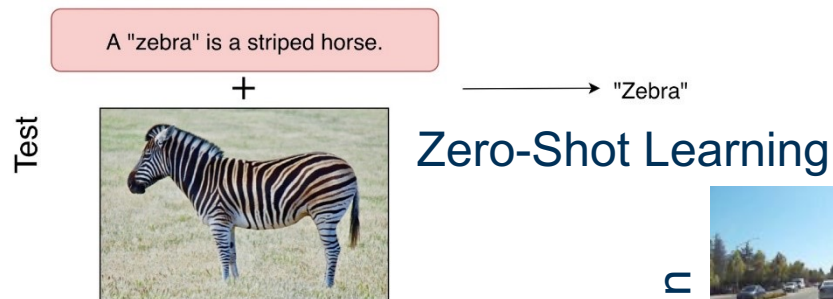 A "zebra" is a striped horse.
+
"Zebra"
Test
Zero-Shot Learning
n